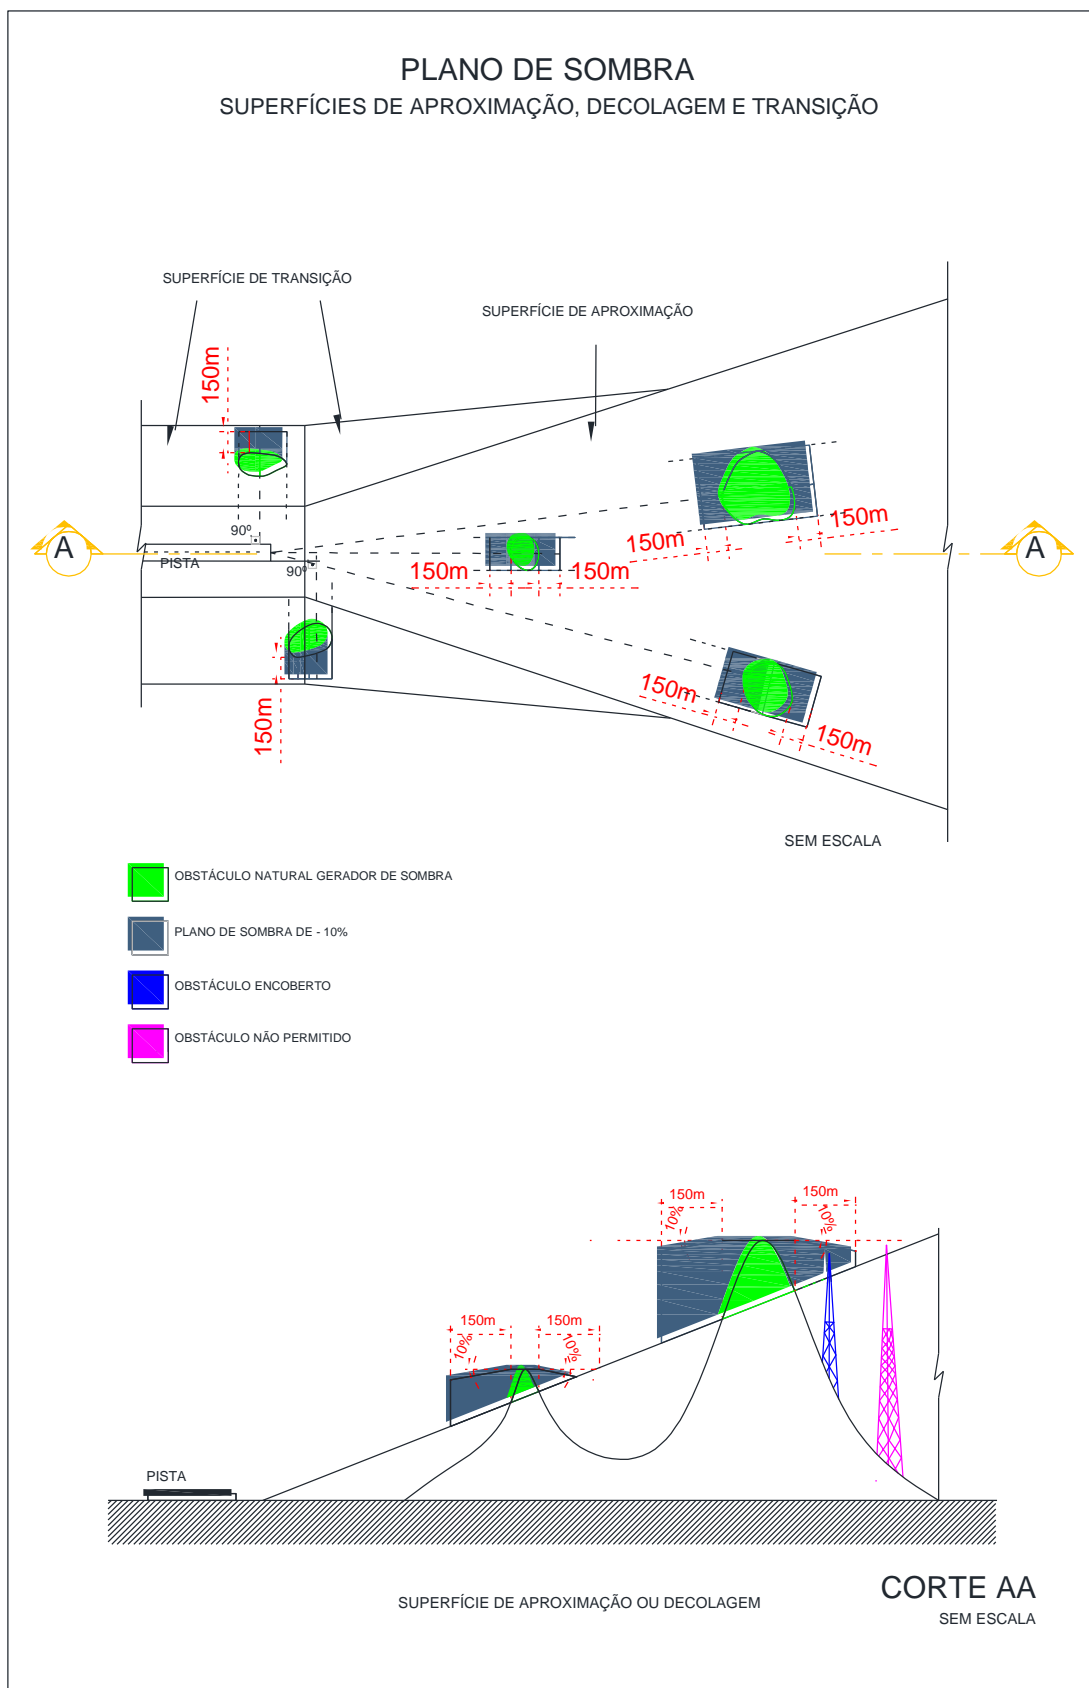 PLANO DE SOMBRA
SUPERFÍCIES DE APROXIMAÇÃO, DECOLAGEM E TRANSIÇÃO
SUPERFÍCIE DE TRANSIÇÃO
SUPERFÍCIE DE APROXIMAÇÃO
150m
90º
A
PISTA
90º
150m
150m
150m
150m
150m
A
150m
150m
SEM ESCALA
OBSTÁCULO NATURAL GERADOR DE SOMBRA
PLANO DE SOMBRA DE - 10%
OBSTÁCULO ENCOBERTO
OBSTÁCULO NÃO PERMITIDO
150m
150m
10%
10%
150m
150m
10%
10%
PISTA
SUPERFÍCIE DE APROXIMAÇÃO OU DECOLAGEM
CORTE AA
SEM ESCALA